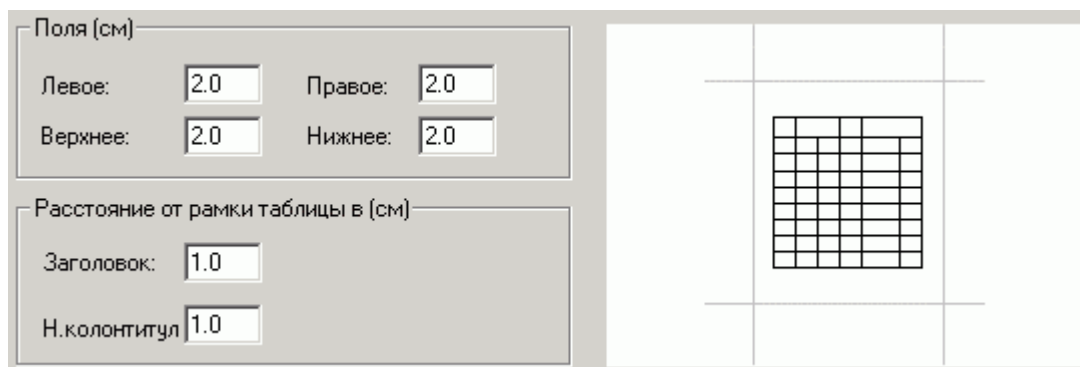 Поля (см)
Левое: 2.0 Правое: 2.0
Верхнее: 2.0 Нижнее: 2.0
Расстояние от рамки таблицы в (см)
Заголовок: 1.0
Н.колонтитул 1.0